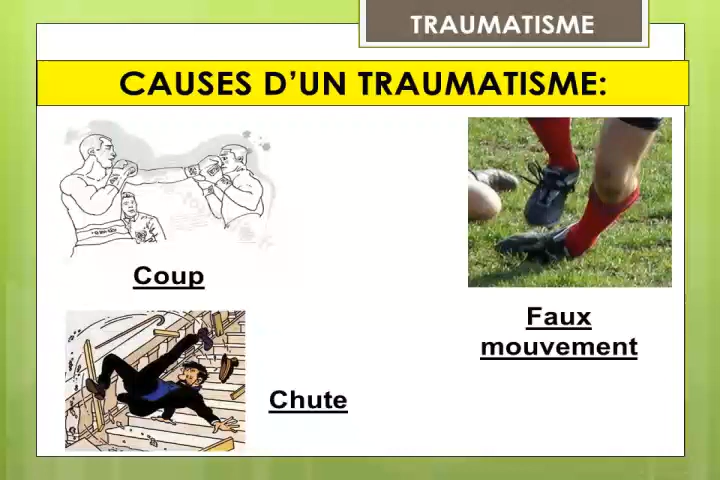 TRAUMATISME
CAUSES D’UN TRAUMATISME:
Coup
Faux
mouvement
Chute